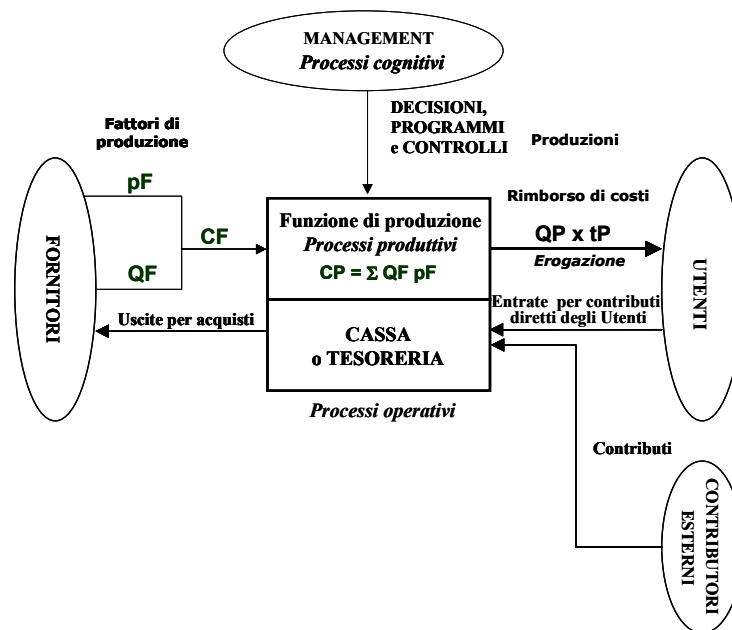 MANAGEMENT
Processi cognitivi
DECISIONI,
PROGRAMMI
e CONTROLLI
Fattori di
produzione
Produzioni
pF
CF
QF
FORNITORI
Funzione di produzione
Processi produttivi
CP = Σ QF pF
Rimborso di costi
QP x tP
Erogazione
UTENTI
Entrate per contributi
diretti degli Utenti
Uscite per acquisti
CASSA
o TESORERIA
Processi operativi
Contributi
CONTRIBUTORI
ESTERNI